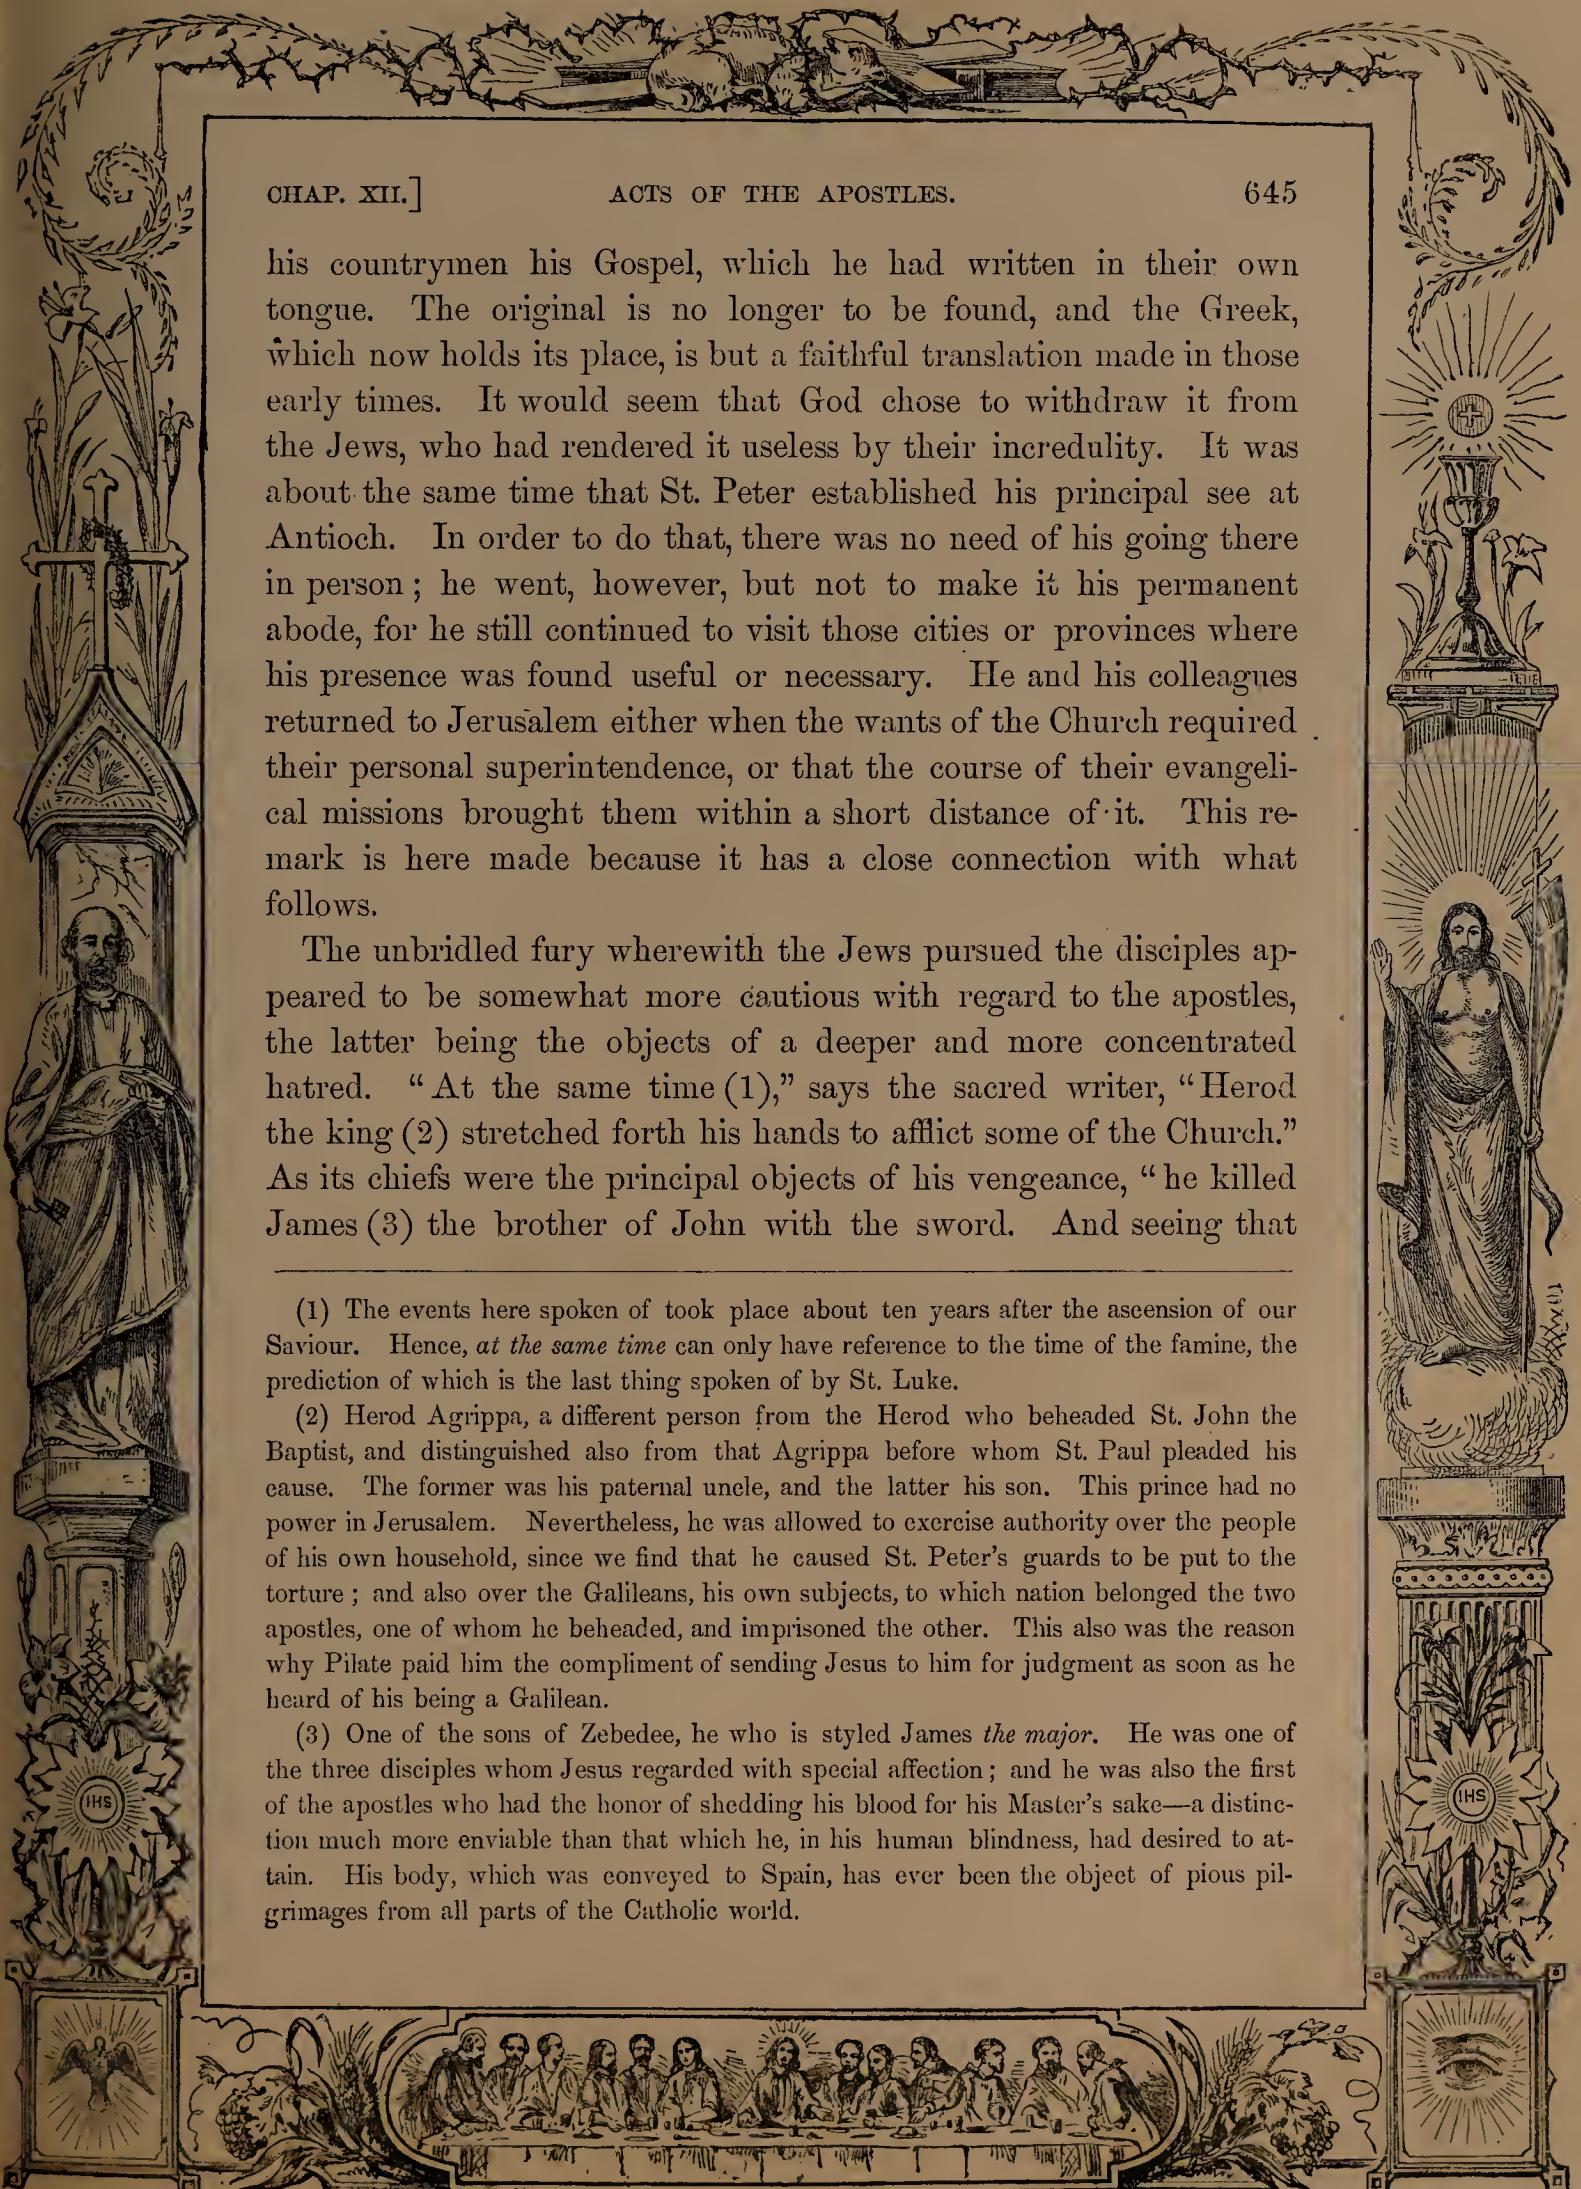 CHAP. XII.] ACTS OF THE APOSTLES. 645
his countrymen his Gospel, which he had written in their own
tongue. The original is no longer to be found, and the Greek,
which now holds its place, is but a faithful translation made in those
early times. It would seem that God chose to withdraw it from
the Jews, who had rendered it useless by their incredulity. It was
about the same time that St. Peter established his principal see at
Antioch. In order to do that, there was no need of his going there
in person; he went, however, but not to make it his permanent
abode, for he still continued to visit those cities or provinces where
his presence was found useful or necessary. He and his colleagues
returned to Jerusalem either when the wants of the Church required
their personal superintendence, or that the course of their evangeli-
cal missions brought them within a short distance of it. This re-
mark is here made because it has a close connection with what
follows.
The unbridled fury wherewith the Jews pursued the disciples ap-
peared to be somewhat more cautious with regard to the apostles,
the latter being the objects of a deeper and more concentrated
hatred. “At the same time (1),” says the sacred writer, “Herod
the king (2) stretched forth his hands to afflict some of the Church.”
As its chiefs were the principal objects of his vengeance, “he killed
James (3) the brother of John with the sword. And seeing that
(1) The events here spoken of took place about ten years after the ascension of our
Saviour. Hence, at the same time can only have reference to the time of the famine, the
prediction of which is the last thing spoken of by St. Luke.
(2) Herod Agrippa, a different person from the Herod who beheaded St. John the
Baptist, and distinguished also from that Agrippa before whom St. Paul pleaded his
cause. The former was his paternal uncle, and the latter his son. This prince had no
power in Jerusalem. Nevertheless, he was allowed to exercise authority over the people
of his own household, since we find that he caused St. Peter’s guards to be put to the
torture; and also over the Galileans, his own subjects, to which nation belonged the two
apostles, one of whom he beheaded, and imprisoned the other. This also was the reason
why Pilate paid him the compliment of sending Jesus to him for judgment as soon as he
heard of his being a Galilean.
(3) One of the sons of Zebedee, he who is styled James the major. He was one of
the three disciples whom Jesus regarded with special affection; and he was also the first
of the apostles who had the honor of shedding his blood for his Master’s sake—a distinc-
tion much more enviable than that which he, in his human blindness, had desired to at-
tain. His body, which was conveyed to Spain, has ever been the object of pious pil-
grimages from all parts of the Catholic world.
IHS
IHS